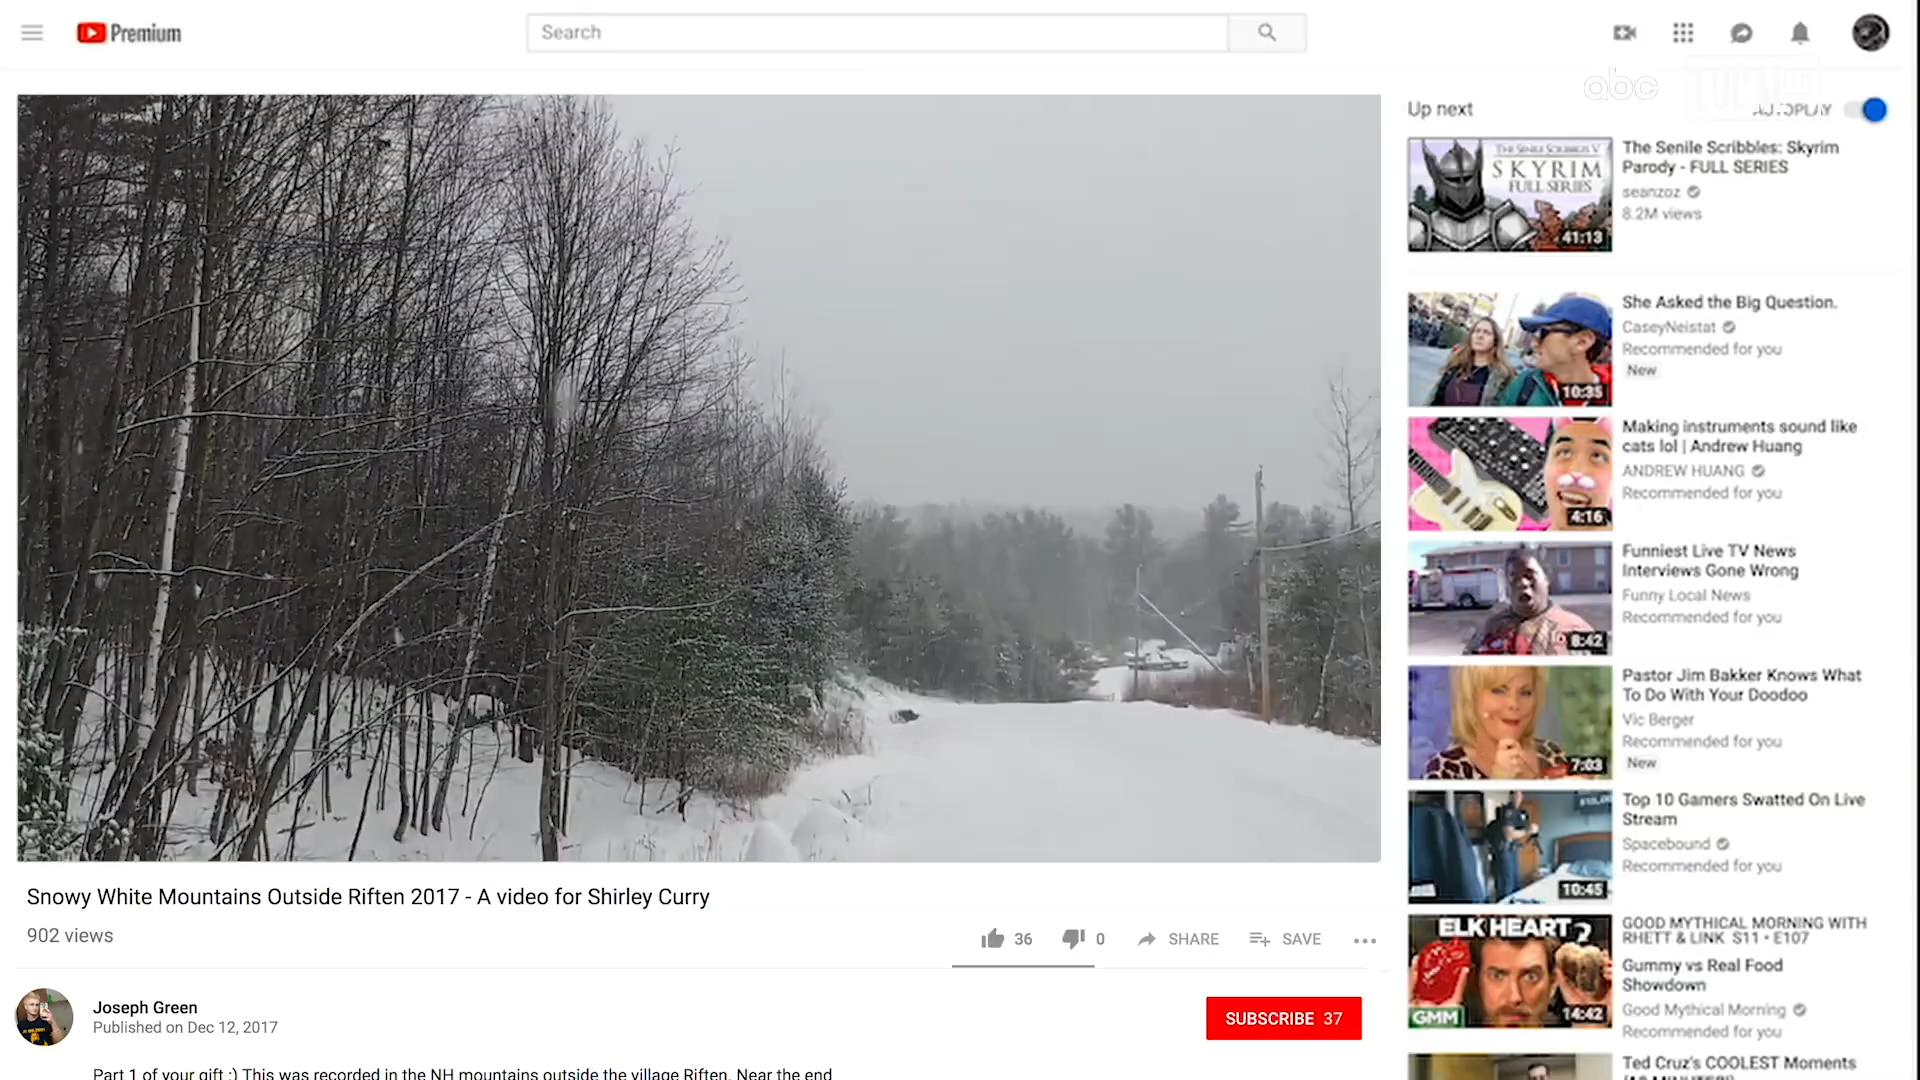 Premium
Search
abc
LOCALISH
Up next
AUTOPLAY
THE SENILE SCRIBBLES V
SKYRIM
FULL SERIES
41:13
The Senile Scribbles: Skyrim
Parody - FULL SERIES
seanzoz
8.2M views
10:35
She Asked the Big Question.
CaseyNeistat
Recommended for you
New
4:16
Making instruments sound like
cats lol | Andrew Huang
ANDREW HUANG
Recommended for you
8:42
Funniest Live TV News
Interviews Gone Wrong
Funny Local News
Recommended for you
7:03
Pastor Jim Bakker Knows What
To Do With Your Doodoo
Vic Berger
Recommended for you
New
10:45
Top 10 Gamers Swatted On Live
Stream
Spacebound
Recommended for you
ELK HEART?
GMM
14:42
GOOD MYTHICAL MORNING WITH
RHETT & LINK S11 • E107
Gummy vs Real Food
Showdown
Good Mythical Morning
Recommended for you
Ted Cruz's COOLEST Moments
Snowy White Mountains Outside Riften 2017 - A video for Shirley Curry
902 views
36
0
SHARE
SAVE
Joseph Green
Published on Dec 12, 2017
SUBSCRIBE 37
Part 1 of your gift :) This was recorded in the NH mountains outside the village Riften. Near the end